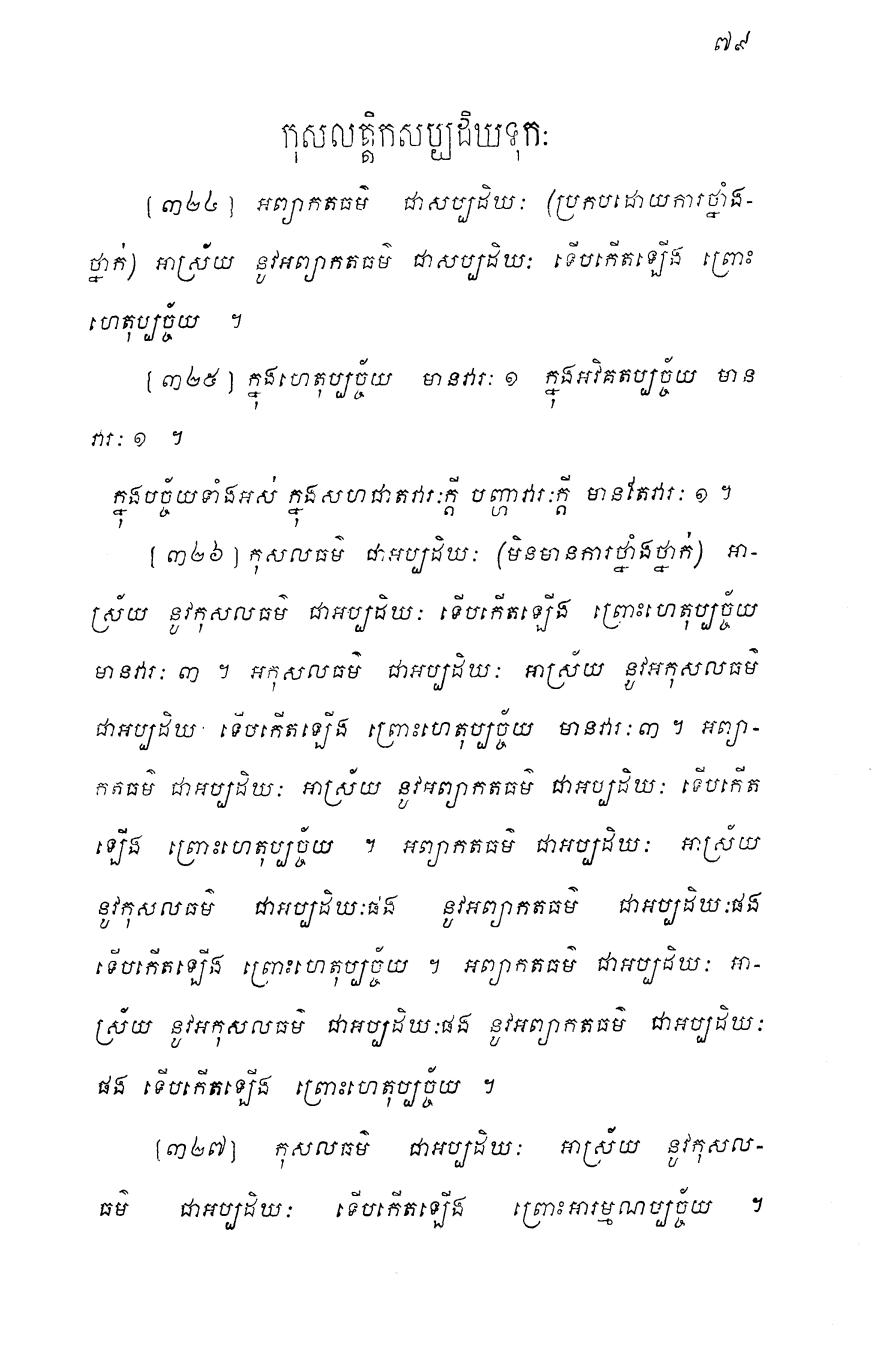 ៧៩
កុសលត្តិកសប្បដិឃទុកៈ
[៣២៤] អព្យាកតធម៌ ជាសប្បដិឃៈ (ប្រកបដោយការថ្នាំង-
ថ្នាក់) អាស្រ័យ នូវអព្យាកតធម៌ ជាសប្បដិឃៈ ទើបកើតឡើង ព្រោះ
ហេតុប្បច្ច័យ ។
[៣២៥] ក្នុងហេតុប្បច្ច័យ មានវារៈ ១ ក្នុងអវិគតប្បច្ច័យ មាន
វារៈ ១ ។
ក្នុងបច្ច័យទាំងអស់ ក្នុងសហជាតវារៈក្តី បញ្ហាវារៈក្តី មានតែវារៈ ១ ។
[៣២៦] កុសលធម៌ ជាអប្បដិឃៈ (មិនមានការថ្នាំងថ្នាក់) អា-
ស្រ័យ នូវកុសលធម៌ ជាអប្បដិឃៈ ទើបកើតឡើង ព្រោះហេតុប្បច្ច័យ
មានវារៈ ៣ ។ អកុសលធម៌ ជាអប្បដិឃៈ អាស្រ័យ នូវអកុសលធម៌
ជាអប្បដិឃៈ ទើបកើតឡើង ព្រោះហេតុប្បច្ច័យ មានវារៈ ៣ ។ អព្យា-
កតធម៌ ជាអប្បដិឃៈ អាស្រ័យ នូវអព្យាកតធម៌ ជាអប្បដិឃៈ ទើបកើត
ឡើង ព្រោះហេតុប្បច្ច័យ ។ អព្យាកតធម៌ ជាអប្បដិឃៈ អាស្រ័យ
នូវកុសលធម៌ ជាអប្បដិឃៈផង នូវអព្យាកតធម៌ ជាអប្បដិឃៈផង
ទើបកើតឡើង ព្រោះហេតុប្បច្ច័យ ។ អព្យាកតធម៌ ជាអប្បដិឃៈ អា-
ស្រ័យ នូវអកុសលធម៌ ជាអប្បដិឃៈផង នូវអព្យាកតធម៌ ជាអប្បដិឃៈ
ផង ទើបកើតឡើង ព្រោះហេតុប្បច្ច័យ ។
[៣២៧] កុសលធម៌ ជាអប្បដិឃៈ អាស្រ័យ នូវកុសល-
ធម៌ ជាអប្បដិឃៈ ទើបកើតឡើង ព្រោះអារម្មណប្បច្ច័យ ។